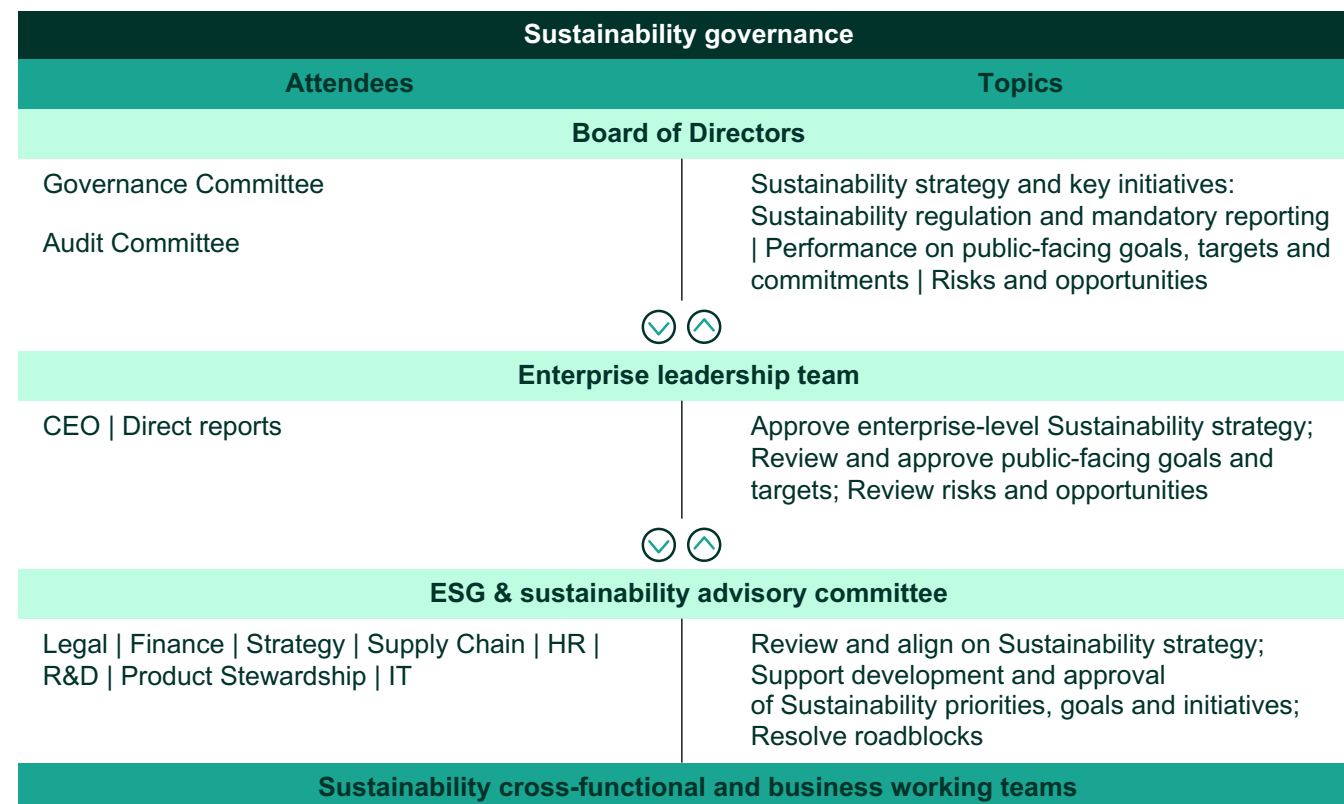 Sustainability governance
Attendees
Topics
Board of Directors
Governance Committee
Audit Committee
Sustainability strategy and key initiatives:
Sustainability regulation and mandatory reporting
| Performance on public-facing goals, targets and
commitments | Risks and opportunities
Enterprise leadership team
CEO | Direct reports
Approve enterprise-level Sustainability strategy;
Review and approve public-facing goals and
targets; Review risks and opportunities
ESG & sustainability advisory committee
Legal | Finance | Strategy | Supply Chain | HR |
R&D | Product Stewardship | IT
Review and align on Sustainability strategy;
Support development and approval
of Sustainability priorities, goals and initiatives;
Resolve roadblocks
Sustainability cross-functional and business working teams